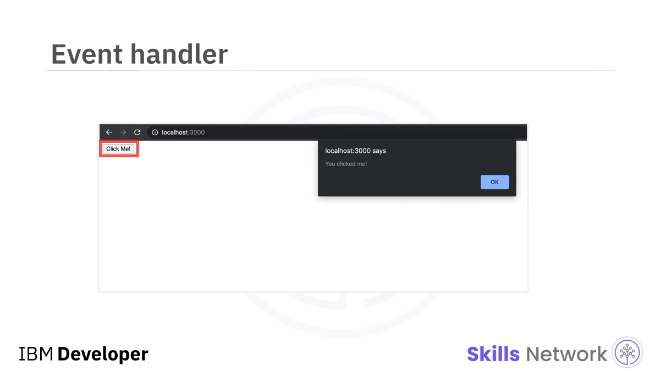 Event handler
localhost:3000
Click Me!
localhost:3000 says
You clicked me!
OK
IBM Developer
Skills Network